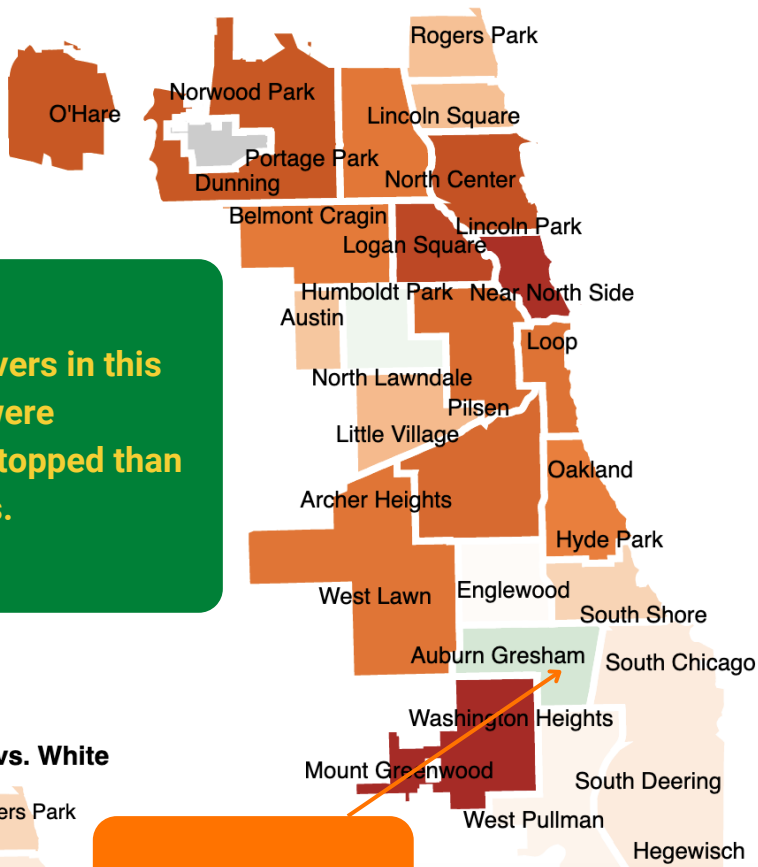 Rogers Park
Norwood Park
O'Hare
Lincoln Square
Portage Park
North Center
Dunning
Belmont Cragin
Lincoln Park
Logan Square
Humboldt Park
Near North Side
Austin
Loop
vers in this
vere
topped than
s.
North Lawndale
Pilsen
Little Village
Oakland
Archer Heights
Hyde Park
Englewood
West Lawn
South Shore
Auburn Gresham
South Chicago
Washington Heights
vs. White
Mount Greenwood
South Deering
ers Park
West Pullman
Hegewisch